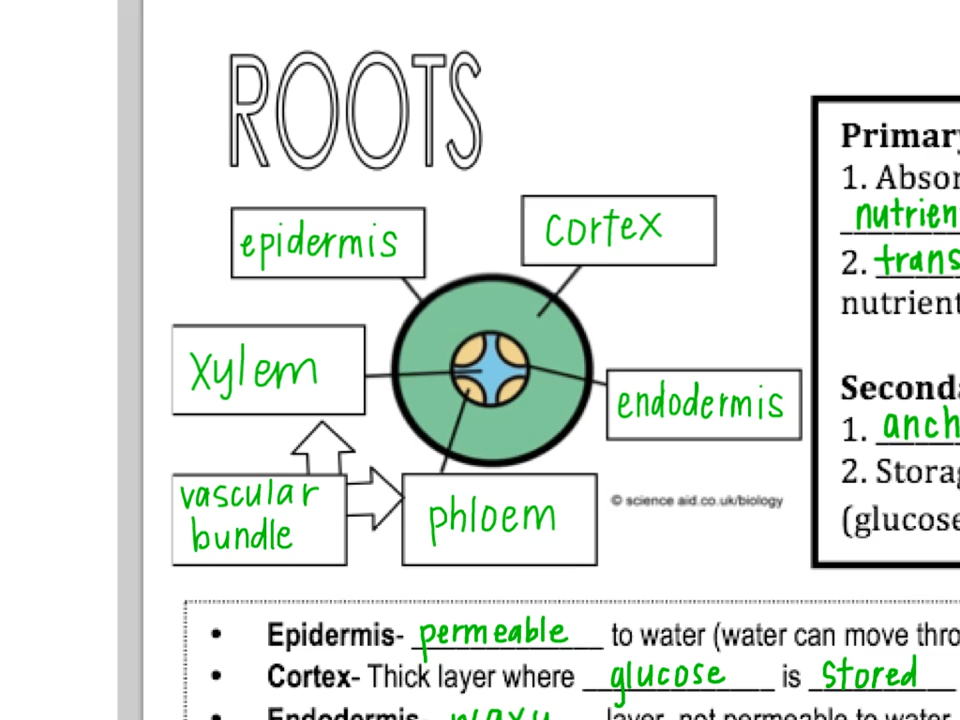 ROOTS
epidermis
cortex
xylem
endodermis
vascular
bundle
phloem
© science aid.co.uk/biology
Primary
1. Absor
nutrien
2. trans
nutrient
Seconda
1. anch
2. Storag
(glucose
• Epidermis- permeable to water (water can move thro
• Cortex- Thick layer where glucose is stored
Endodermis- waxy layer, not permeable to water